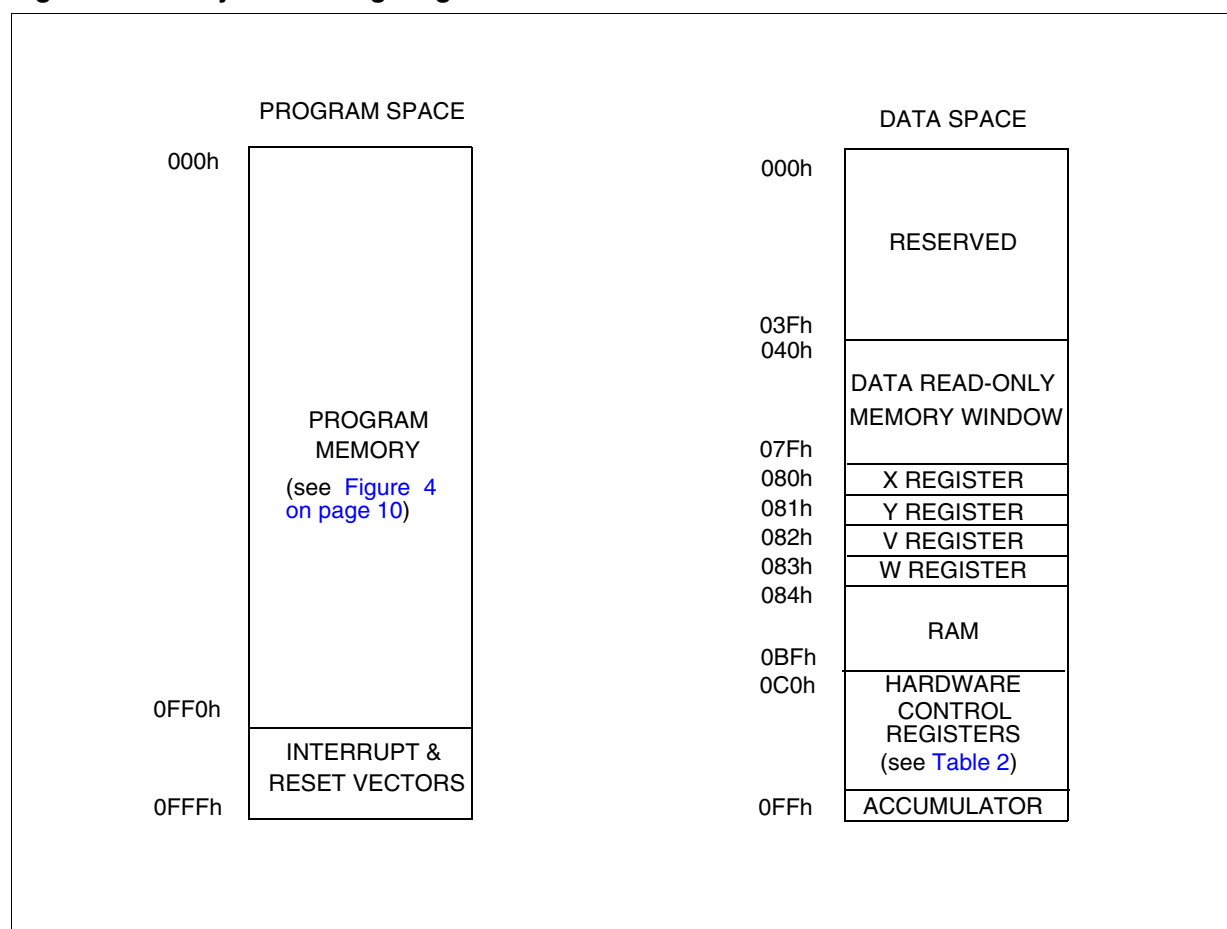 PROGRAM SPACE
000h
PROGRAM
MEMORY
(see Figure 4
on page 10)
0FF0h
INTERRUPT &
RESET VECTORS
0FFFh
DATA SPACE
000h
RESERVED
03Fh
040h
DATA READ-ONLY
MEMORY WINDOW
07Fh
080h X REGISTER
081h Y REGISTER
082h V REGISTER
083h W REGISTER
084h
RAM
0BFh
0C0h HARDWARE
CONTROL
REGISTERS
(see Table 2)
0FFh ACCUMULATOR